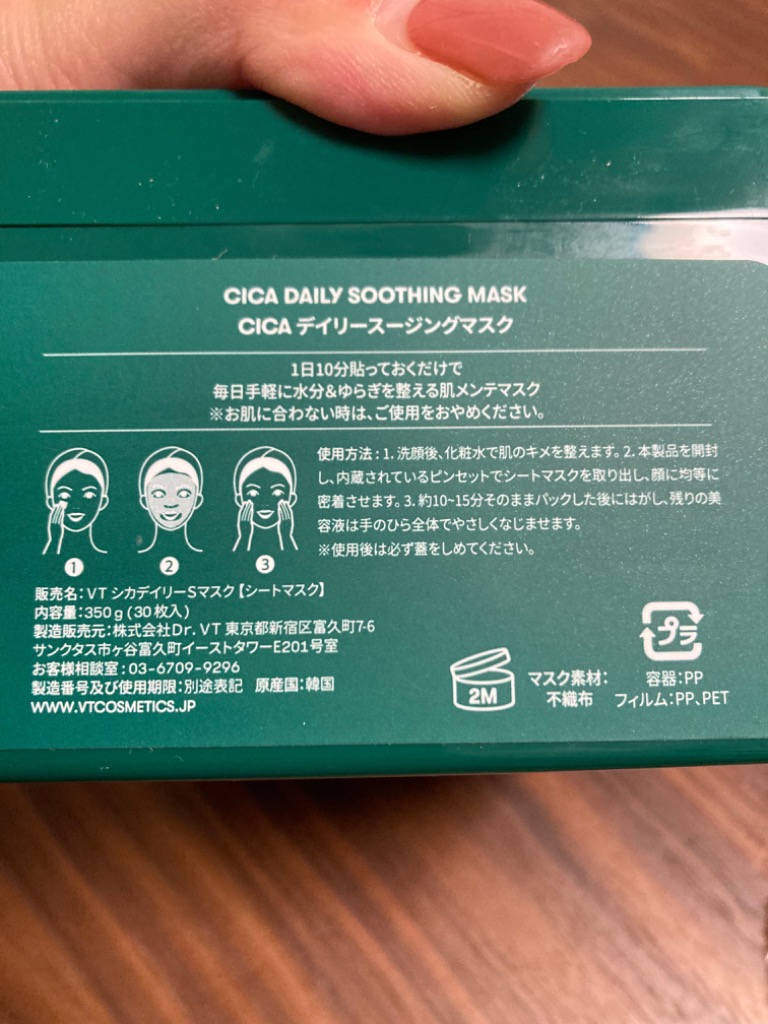 CICA DAILY SOOTHING MASK
CICA デイリースージングマスク
1日10分貼っておくだけで
毎日手軽に水分&ゆらぎを整える肌メンテマスク
※お肌に合わない時は、ご使用をおやめください。
使用方法 : 1. 洗顔後、化粧水で肌のキメを整えます。2. 本製品を開封
し、内蔵されているピンセットでシートマスクを取り出し、顔に均等に
密着させます。3. 約10~15分そのままパックした後にはがし、残りの美
容液は手のひら全体でやさしくなじませます。
※使用後は必ず蓋をしめてください。
1 2 3
販売名: VT シカデイリーSマスク【シートマスク】
内容量:350 g (30 枚入)
製造販売元:株式会社Dr. VT 東京都新宿区富久町7-6
サンクタス市ヶ谷富久町イーストタワーE201号室
お客様相談室 : 03-6709-9296
製造番号及び使用期限 : 別途表記 原産国 : 韓国
WWW.VTCOSMETICS.JP
2M
マスク素材:
不織布
プラ
容器:PP
フィルム:PP、PET